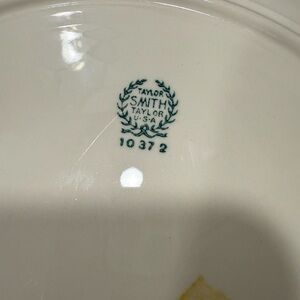 TAYLOR
SMITH
TAYLOR
U·S·A
10 37 2